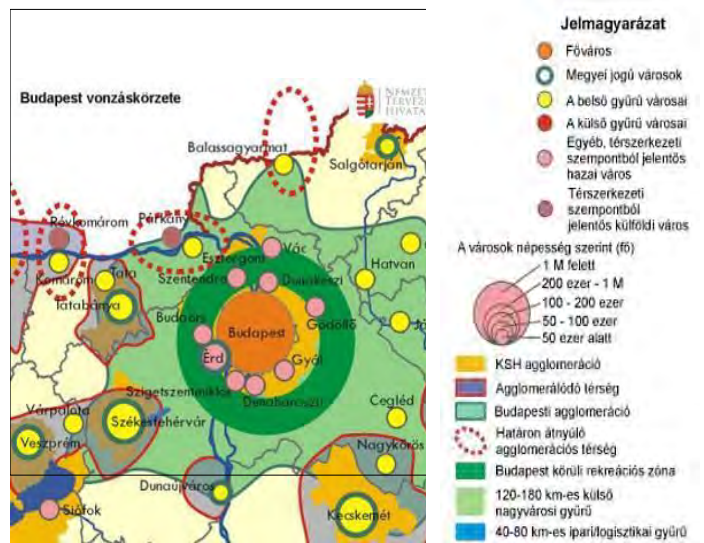 Budapest vonzáskörzete
NEMZET
TERVEZ
HIVATA
Balassagyarmat
Salgótarján
Révkomárom
Párkány
Komárom
Tata
Esztergom
Vác
Hatvan
Szentendre
Dunakeszi
Tatabánya
Budaörs
Budapest
Gödöllő
Érd
Gyál
Szigetszentmiklós
Dunaharaszti
Várpalota
Székesfehérvár
Cegléd
Veszprém
Nagykőrös
Dunaújváros
Siófok
Kecskemét
Jelmagyarázat
Főváros
Megyei jogú városok
A belső gyűrű városai
A külső gyűrű városai
Egyéb, térszerkezeti
szempontból jelentős
hazai város
Térszerkezeti
szempontból
jelentős külföldi város
A városok népesség szerint (fő)
1 M felett
200 ezer - 1 M
100 - 200 ezer
50 - 100 ezer
50 ezer alatt
KSH agglomeráció
Agglomerálódó térség
Budapesti agglomeráció
Határon átnyúló
agglomerációs térség
Budapest körüli rekreációs zóna
120-180 km-es külső
nagyvárosi gyűrű
40-80 km-es ipari/logisztikai gyűrű